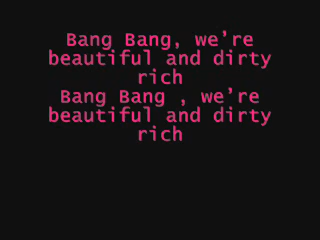 Bang Bang, we’re
beautiful and dirty
rich
Bang Bang , we’re
beautiful and dirty
rich